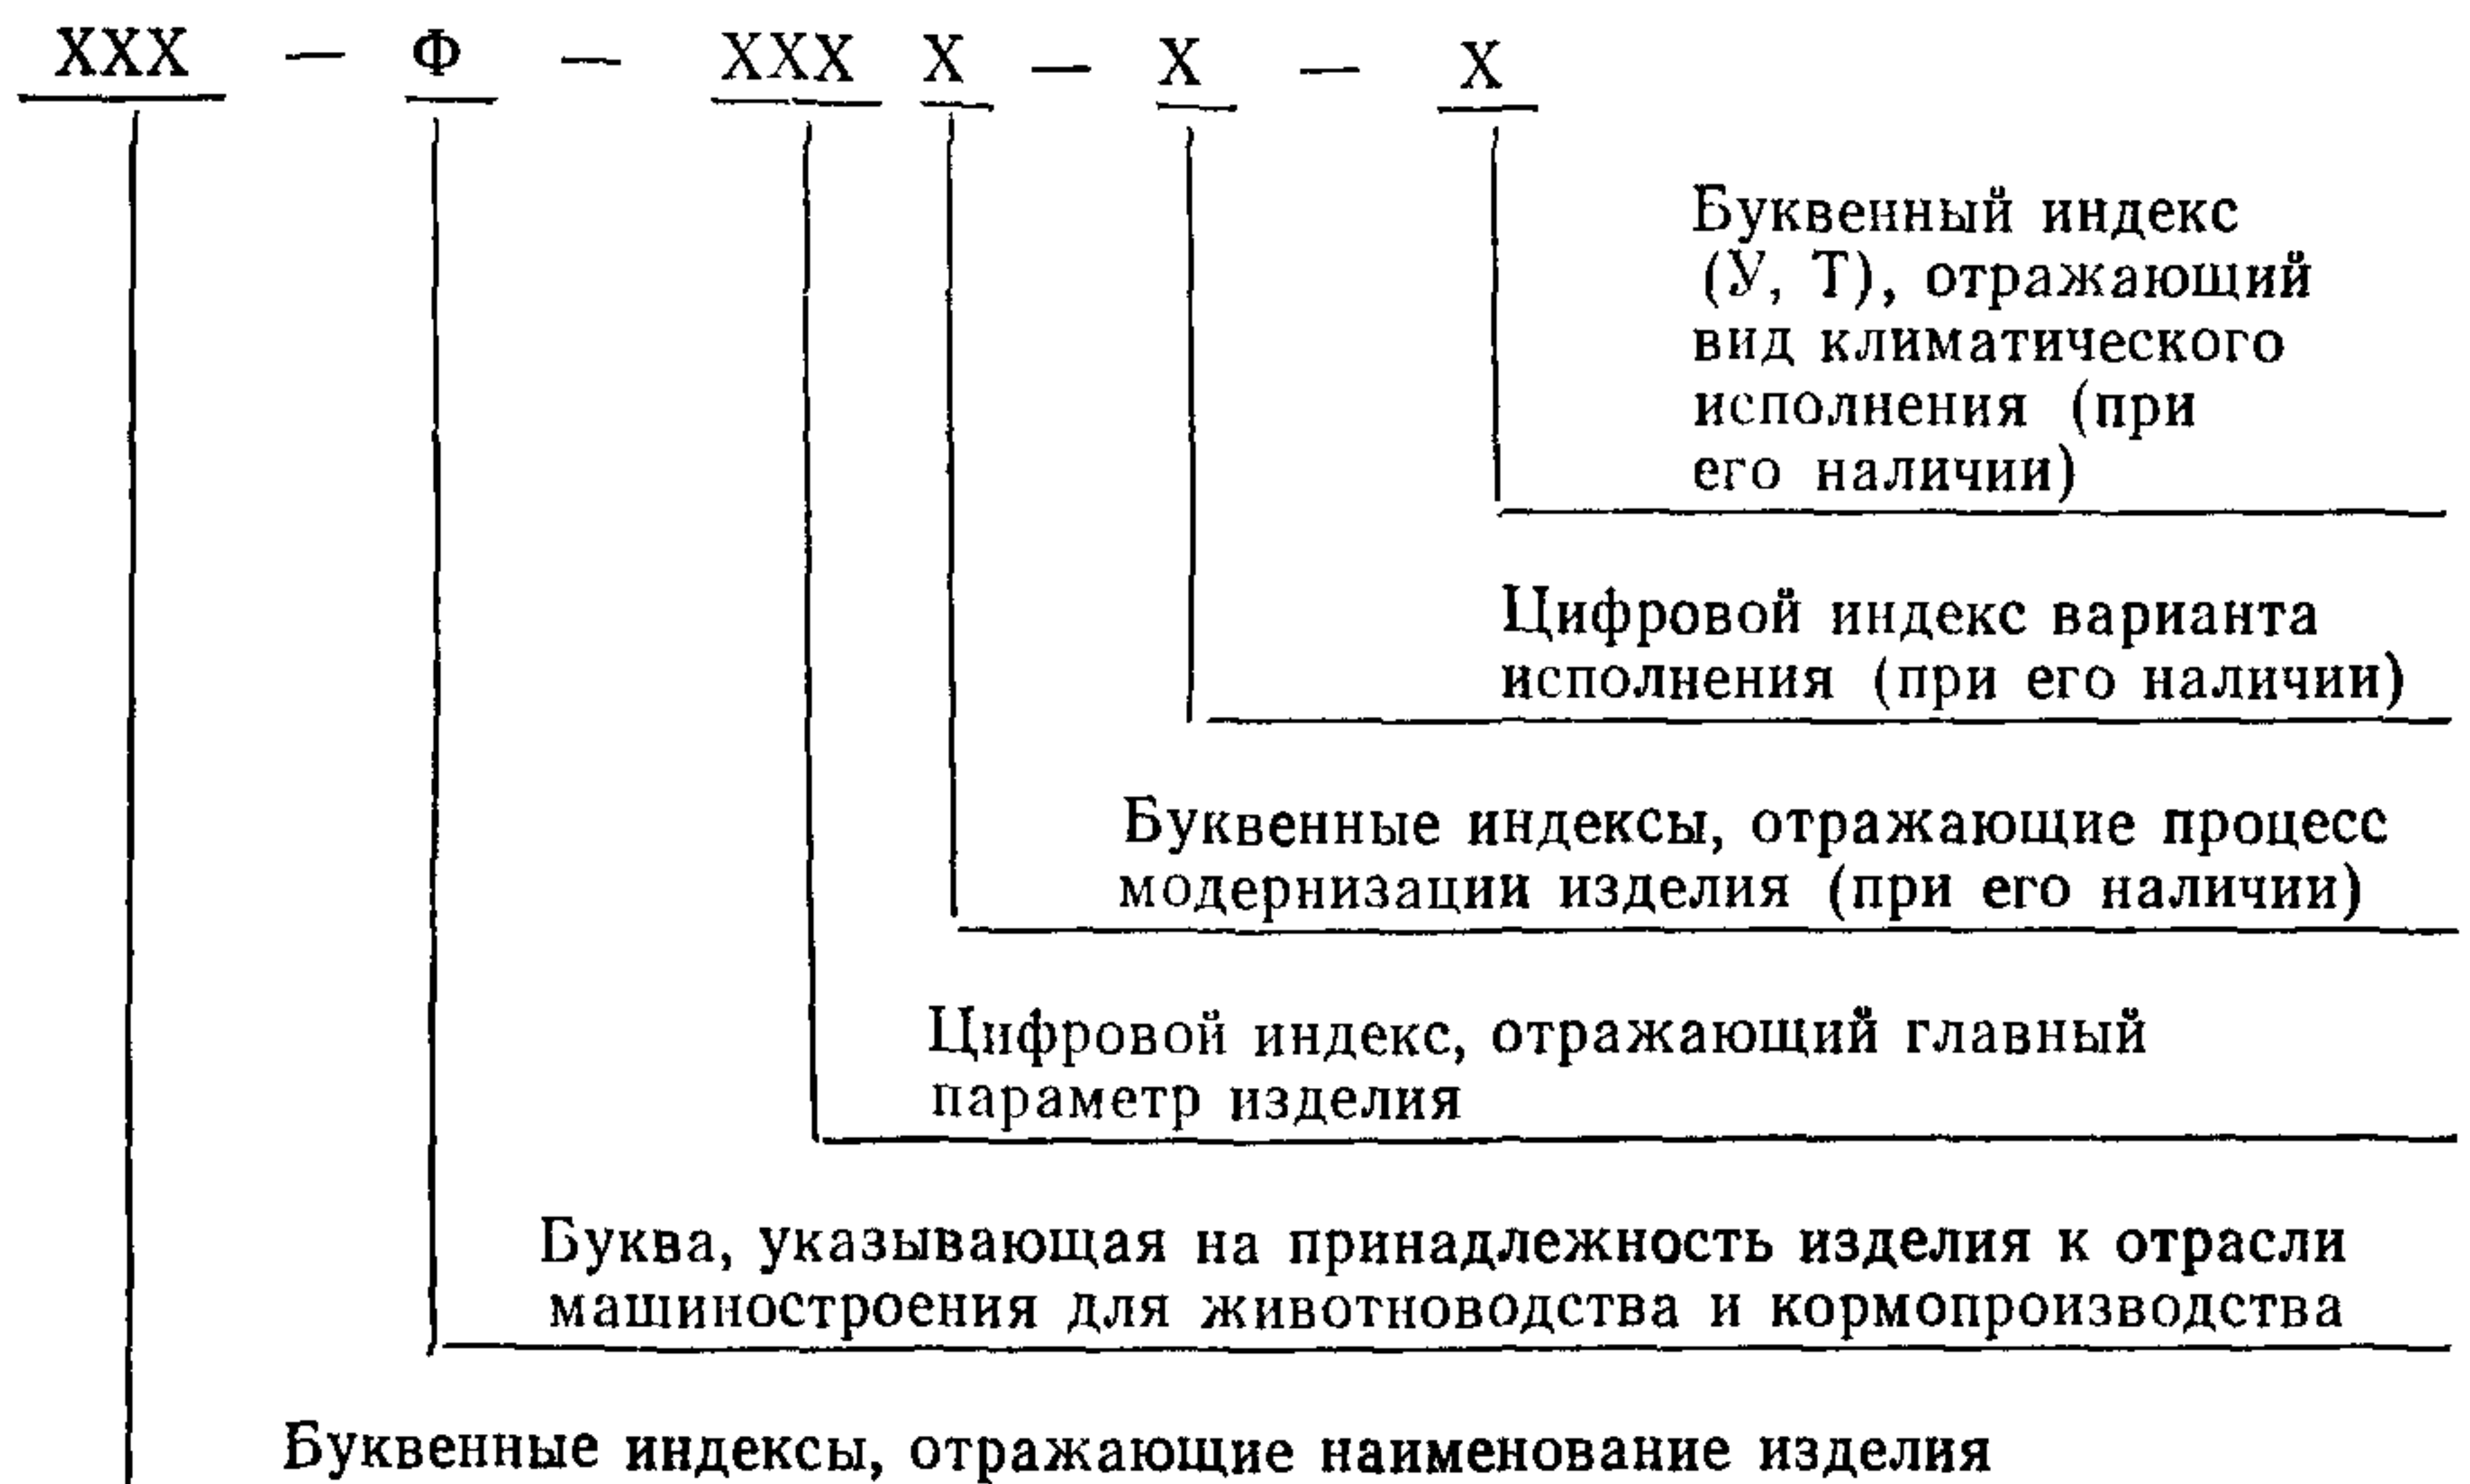 XXX — Ф — XXX X — X — X
Буквенный индекс
(У, Т), отражающий
вид климатического
исполнения (при
его наличии)
Цифровой индекс варианта
исполнения (при его наличии)
Буквенные индексы, отражающие процесс
модернизации изделия (при его наличии)
Цифровой индекс, отражающий главный
параметр изделия
Буква, указывающая на принадлежность изделия к отрасли
машиностроения для животноводства и кормопроизводства
Буквенные индексы, отражающие наименование изделия